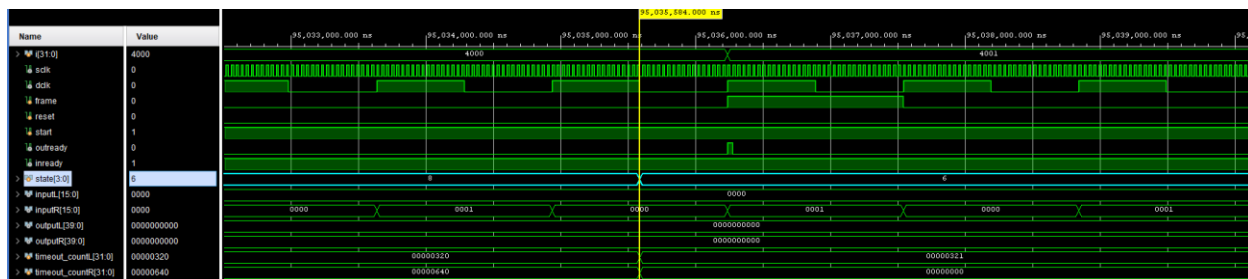 95,035,584.000 ns
Name Value
95,033,000.000 ns 95,034,000.000 ns 95,035,000.000 ns 95,036,000.000 ns 95,037,000.000 ns 95,038,000.000 ns 95,039,000.000 ns 95,
i[31:0] 4000 4000 4001
sclk 0
dclk 0
frame 0
reset 0
start 1
outready 0
inready 1
state[3:0] 6 8 6
inputL[15:0] 0000 0000
inputR[15:0] 0000 0000 0001 0000 0001 0000 0001
outputL[39:0] 0000000000 0000000000
outputR[39:0] 0000000000 0000000000
timeout_countL[31:0] 00000320 00000320 00000321
timeout_countR[31:0] 00000640 00000640 00000000